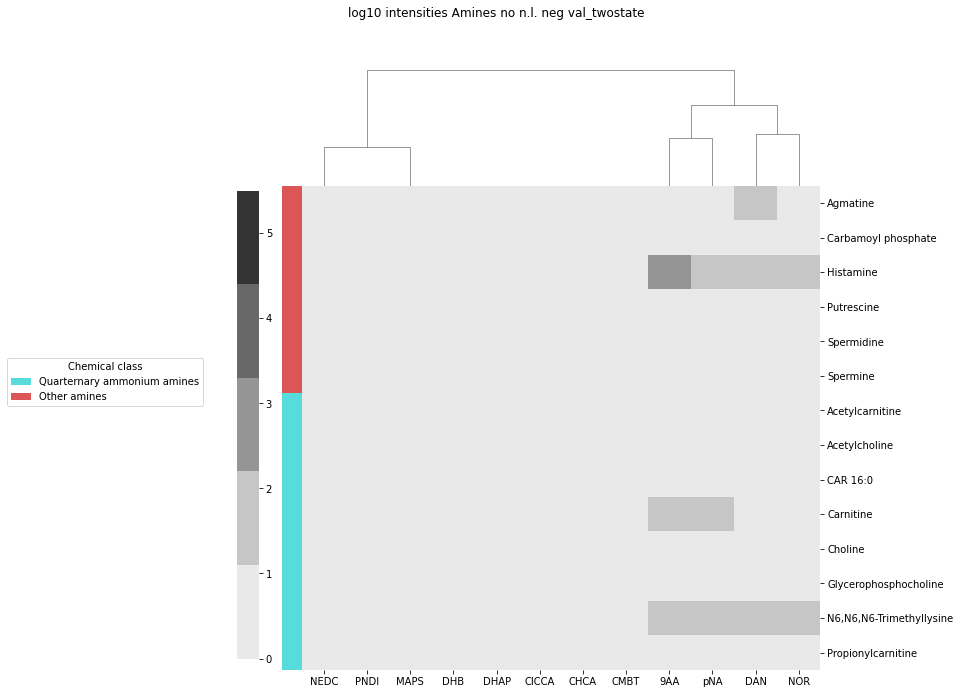 log10 intensities Amines no n.l. neg val_twostate
5
4
3
2
1
0
Chemical class
Quarternary ammonium amines
Other amines
Agmatine
Carbamoyl phosphate
Histamine
Putrescine
Spermidine
Spermine
Acetylcarnitine
Acetylcholine
CAR 16:0
Carnitine
Choline
Glycerophosphocholine
N6,N6,N6-Trimethyllysine
Propionylcarnitine
NEDC PNDI MAPS DHB DHAP ClCCA CHCA CMBT 9AA pNA DAN NOR